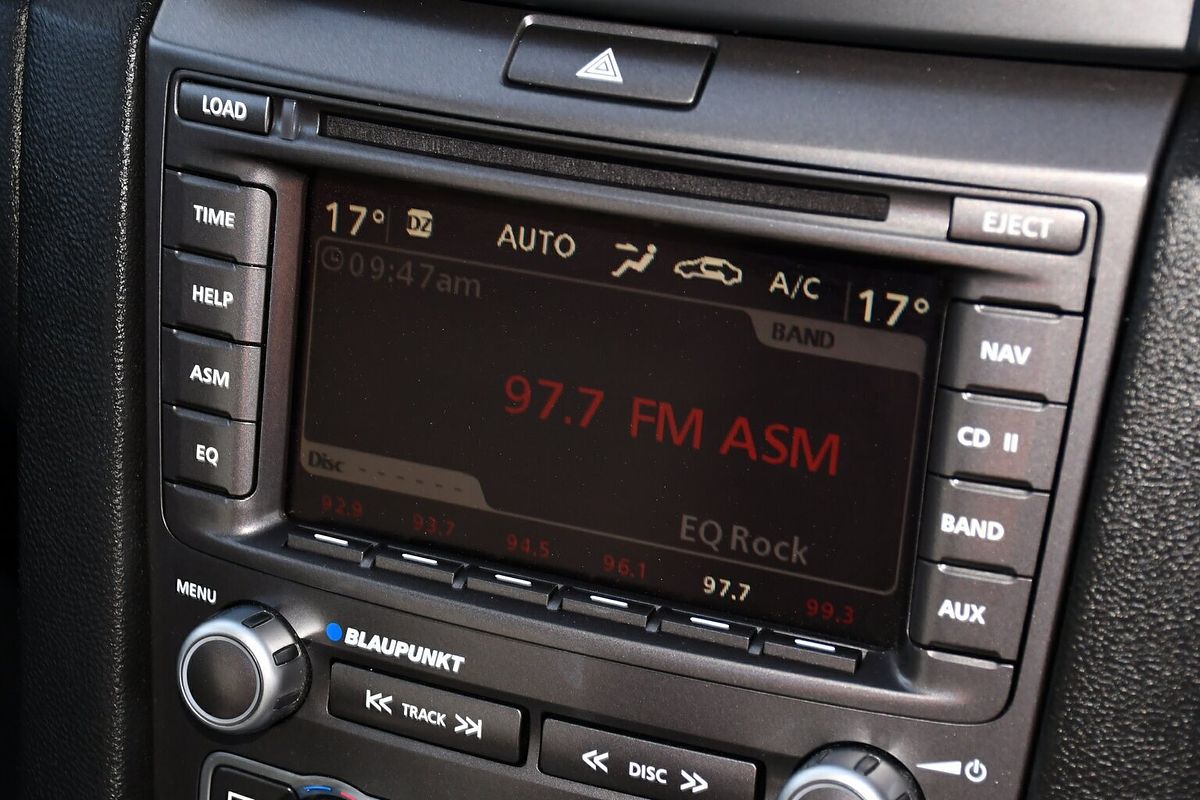 LOAD
EJECT
TIME
HELP
ASM
EQ
17° DZ AUTO A/C 17°
09:47am
BAND
97.7 FM ASM
Disc - - - - - -
EQ Rock
92.9 93.7 94.5 96.1 97.7 99.3
NAV
CD II
BAND
AUX
MENU
BLAUPUNKT
TRACK
DISC